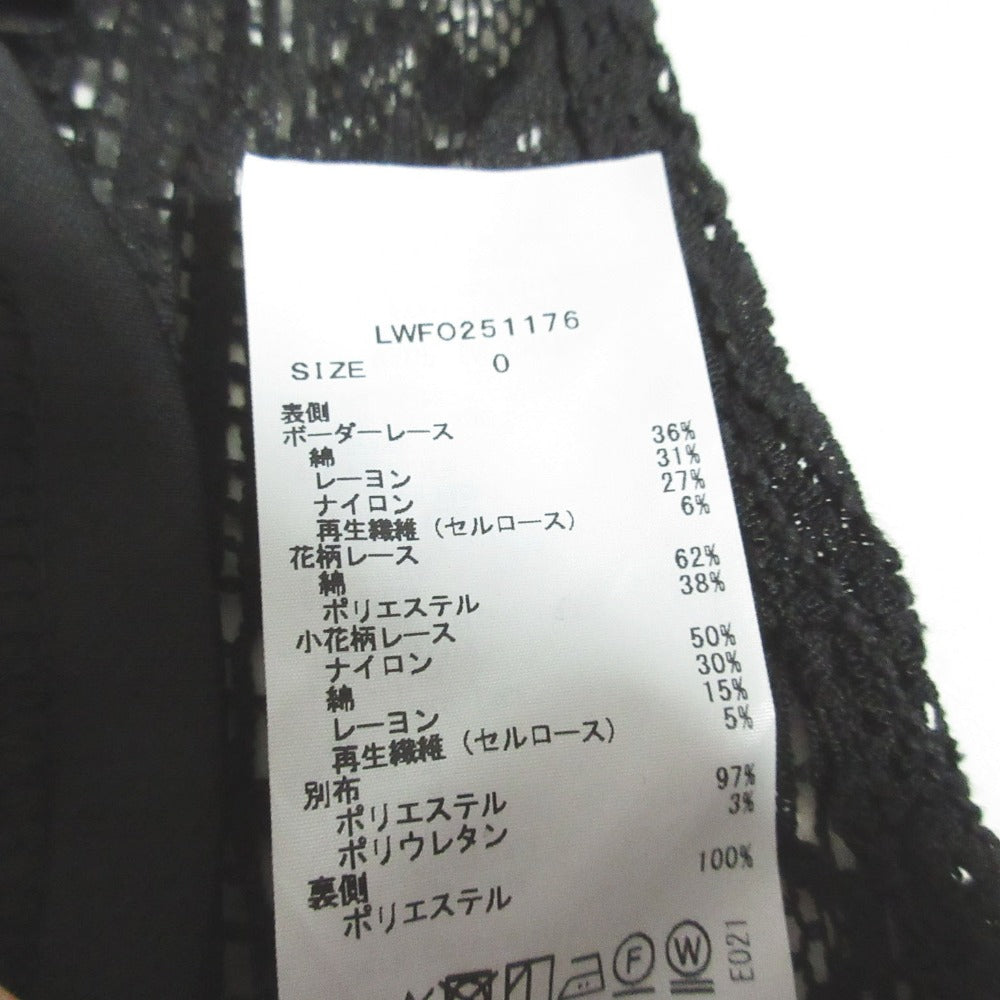 LWFO251176
SIZE 0
表側
ボーダーレース
綿 36%
レーヨン 31%
ナイロン 27%
再生繊維(セルロース) 6%
花柄レース
綿 62%
ポリエステル 38%
小花柄レース
ナイロン 50%
綿 30%
レーヨン 15%
再生繊維(セルロース) 5%
別布
ポリエステル 97%
ポリウレタン 3%
裏側
ポリエステル 100%
F W E021